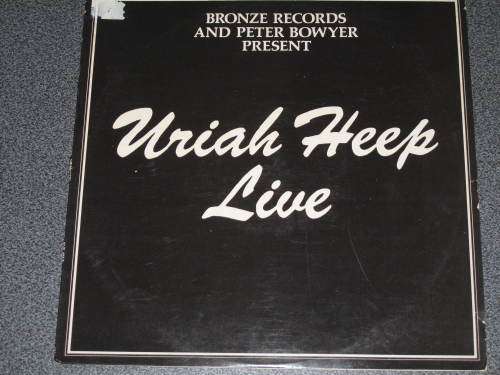 BRONZE RECORDS
AND PETER BOWYER
PRESENT
Uriah Heep
Live